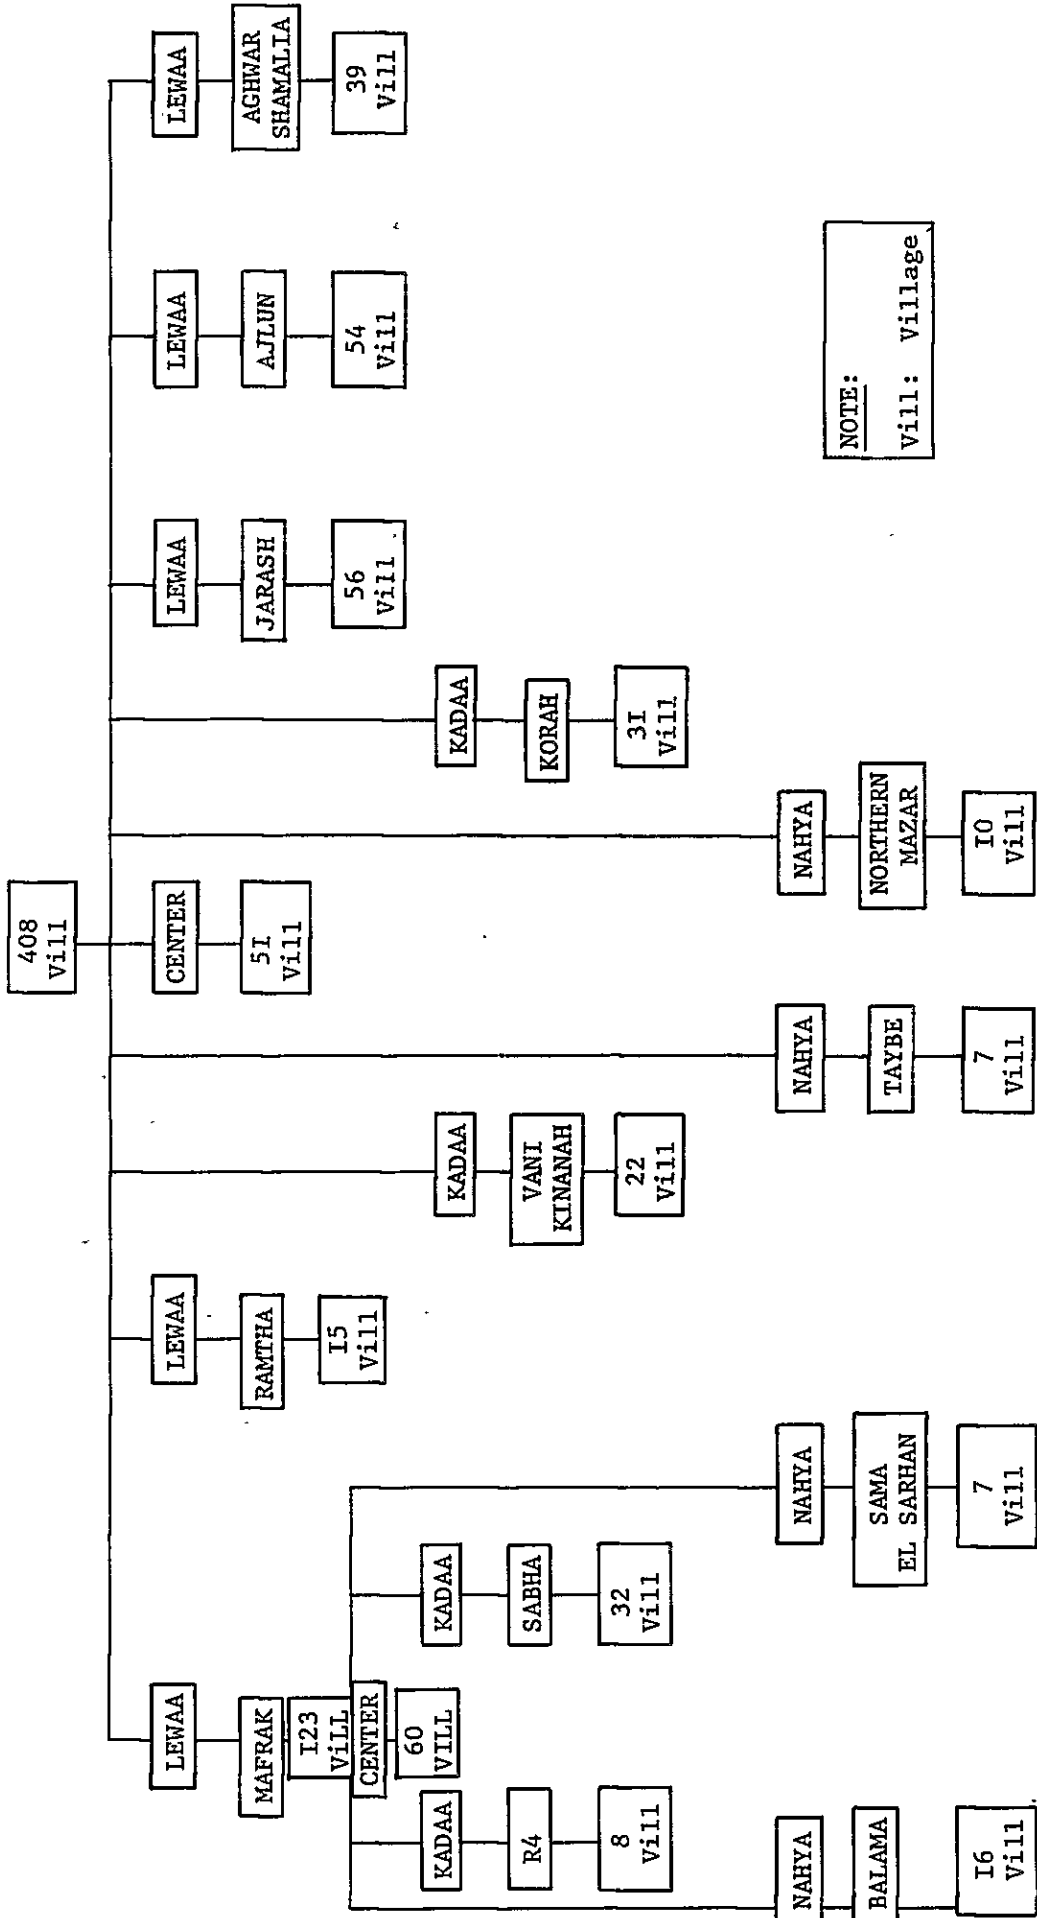 408
Vill
LEWAA
MAFRAK
I23
ViLL
CENTER
60
VILL
KADAA
R4
8
Vill
NAHYA
BALAMA
I6
Vill
KADAA
SABHA
32
Vill
NAHYA
SAMA
EL SARHAN
7
Vill
LEWAA
RAMTHA
I5
Vill
KADAA
VANI
KINANAH
22
Vill
NAHYA
TAYBE
7
Vill
CENTER
5I
Vill
NAHYA
NORTHERN
MAZAR
IO
Vill
KADAA
KORAH
3I
Vill
LEWAA
JARASH
56
Vill
LEWAA
AJLUN
54
Vill
LEWAA
AGHWAR
SHAMALIA
39
Vill
NOTE:
Vill: Village